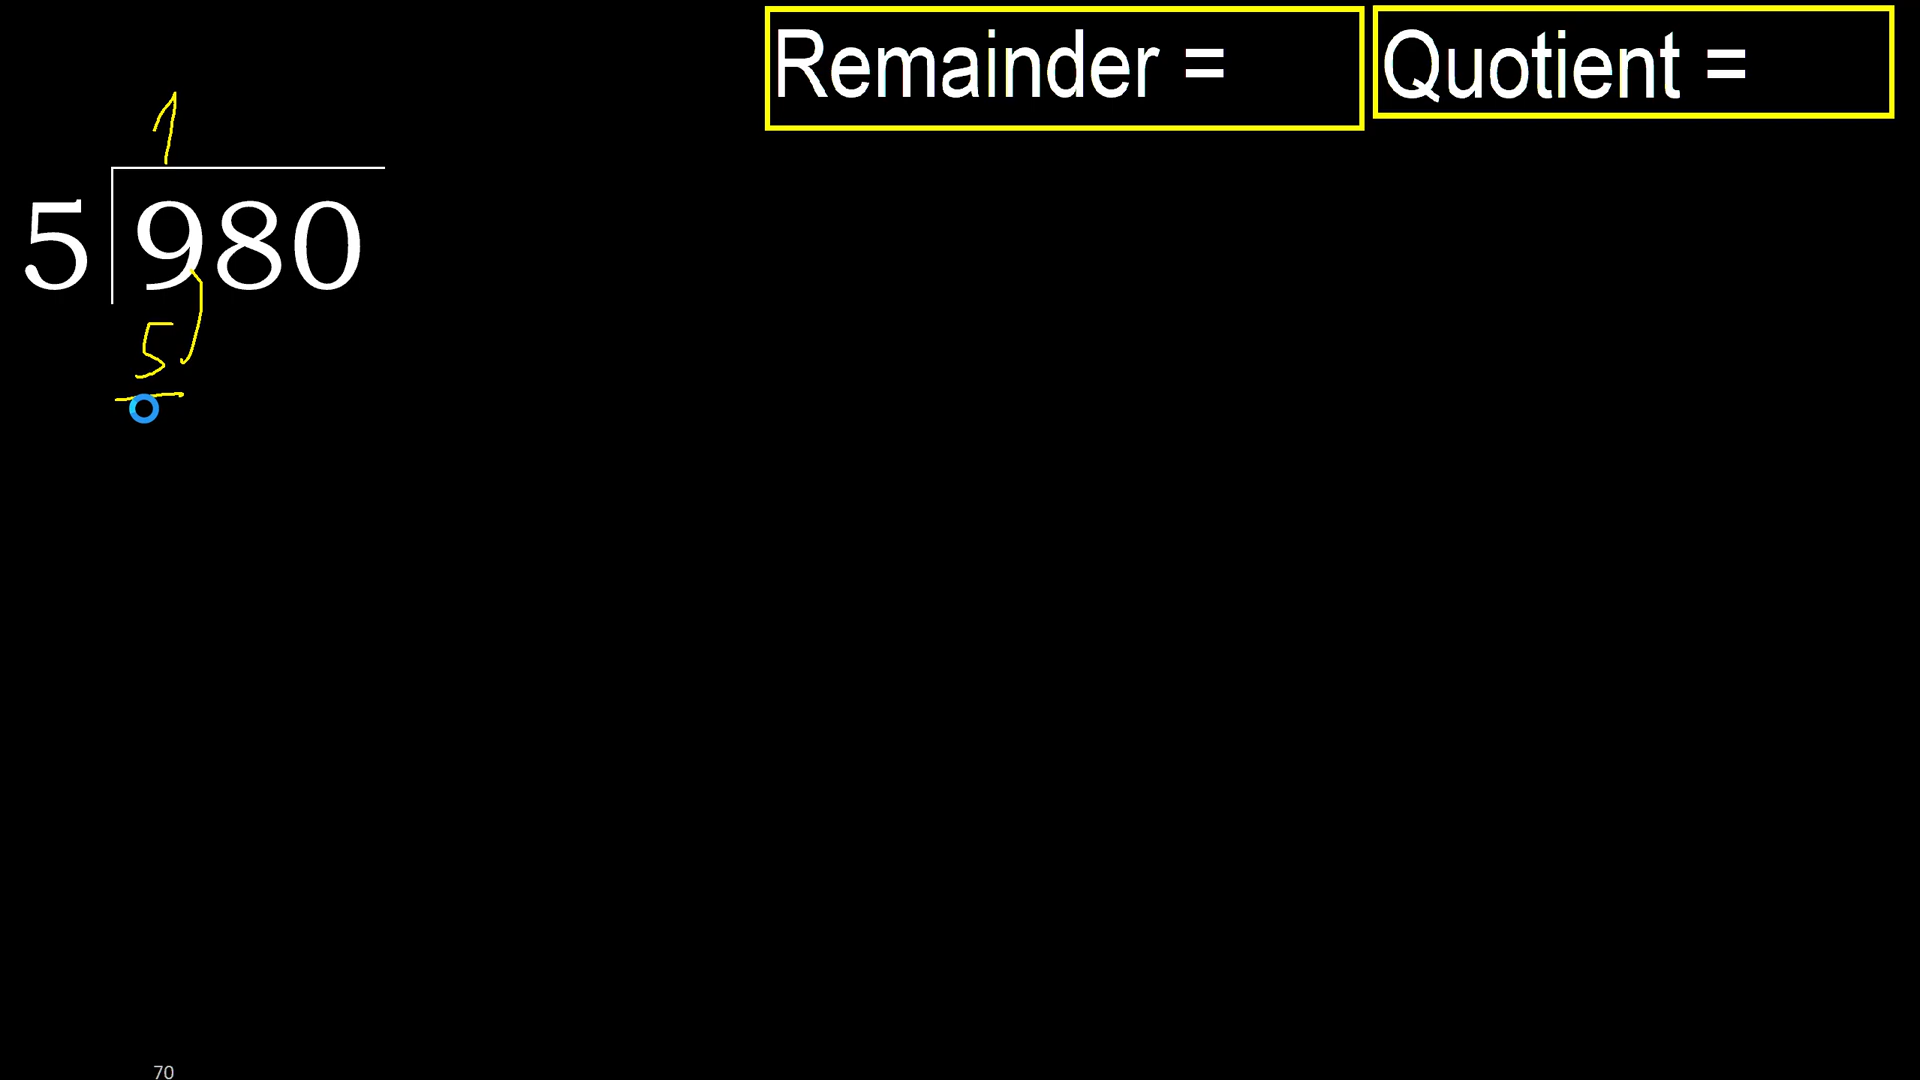 Remainder =
Quotient =
1
5 980
5
70